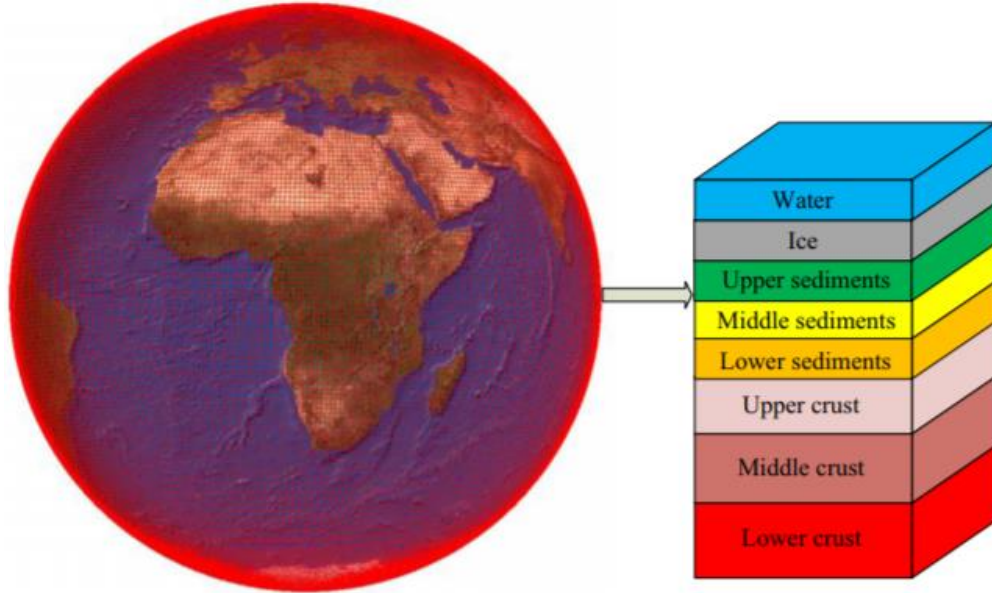 Water
Ice
Upper sediments
Middle sediments
Lower sediments
Upper crust
Middle crust
Lower crust